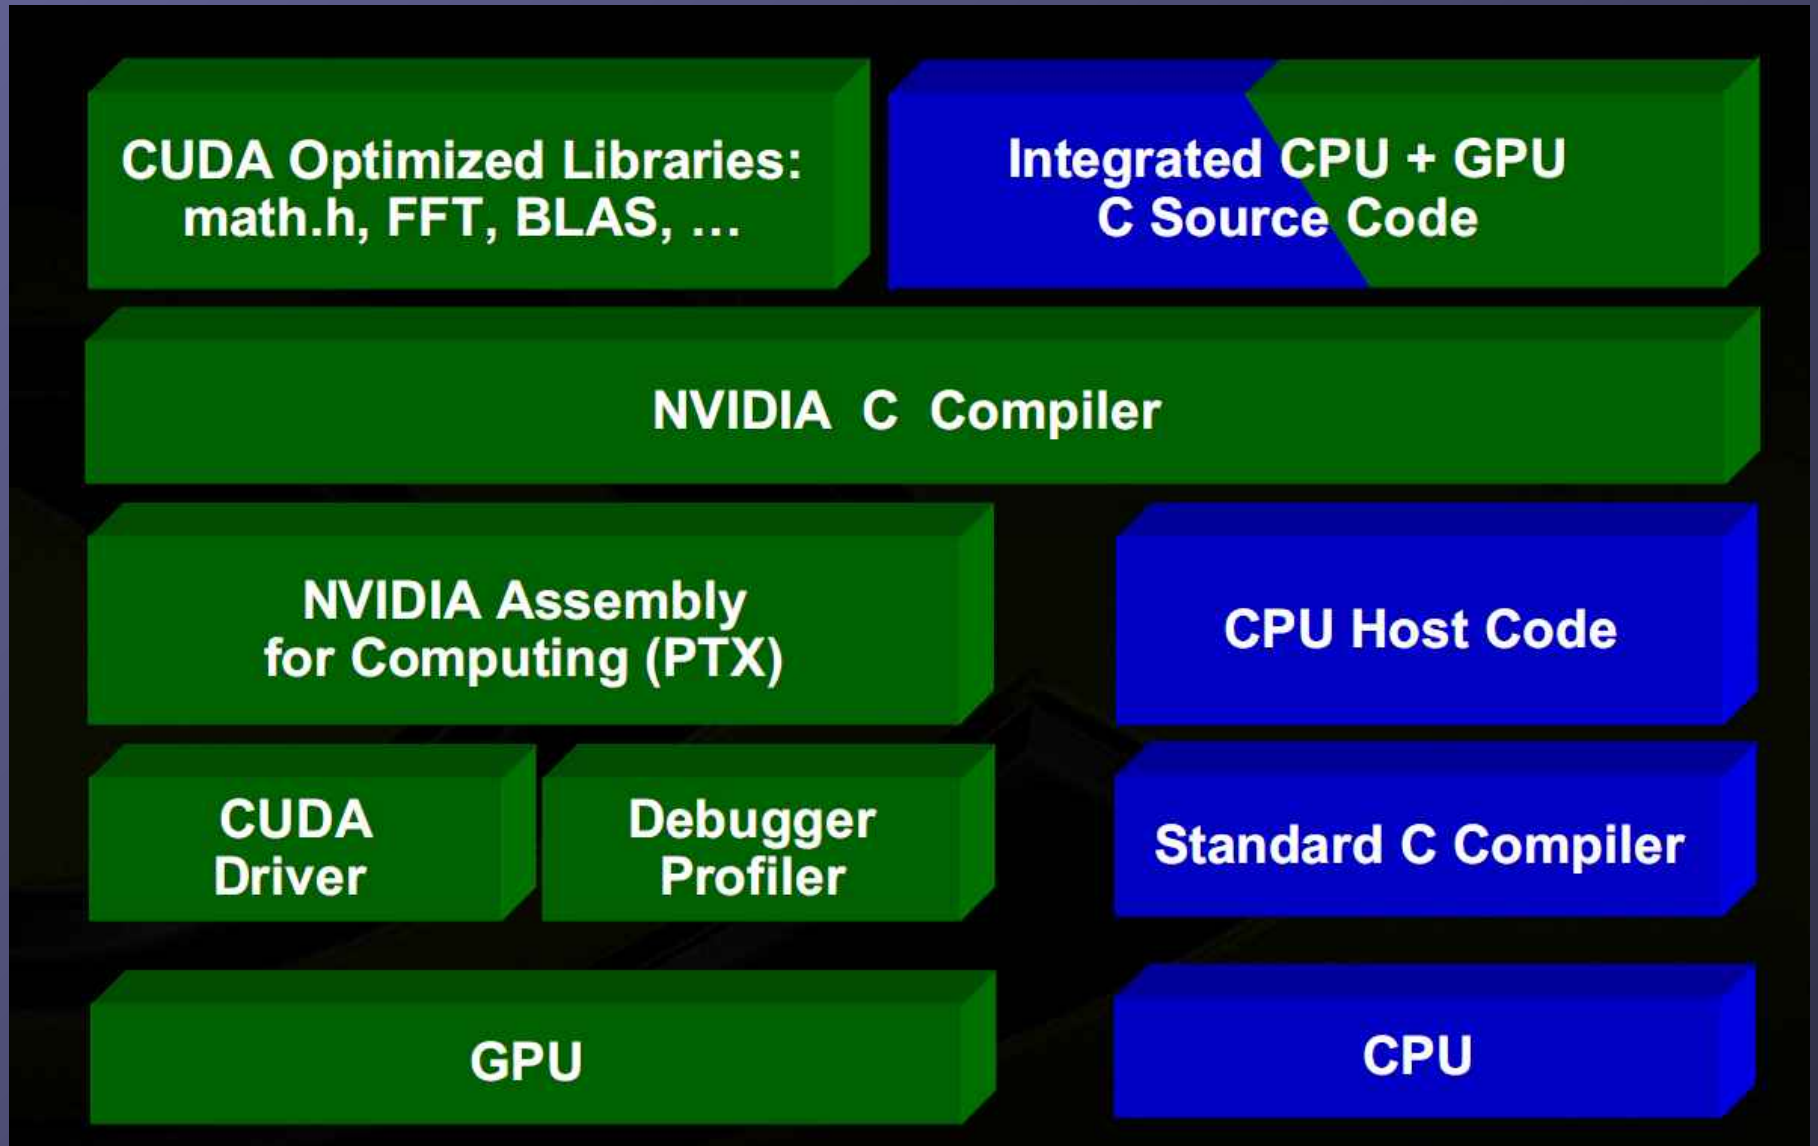 CUDA Optimized Libraries:
math.h, FFT, BLAS, …
Integrated CPU + GPU
C Source Code
NVIDIA C Compiler
NVIDIA Assembly
for Computing (PTX)
CPU Host Code
CUDA
Driver
Debugger
Profiler
Standard C Compiler
GPU
CPU